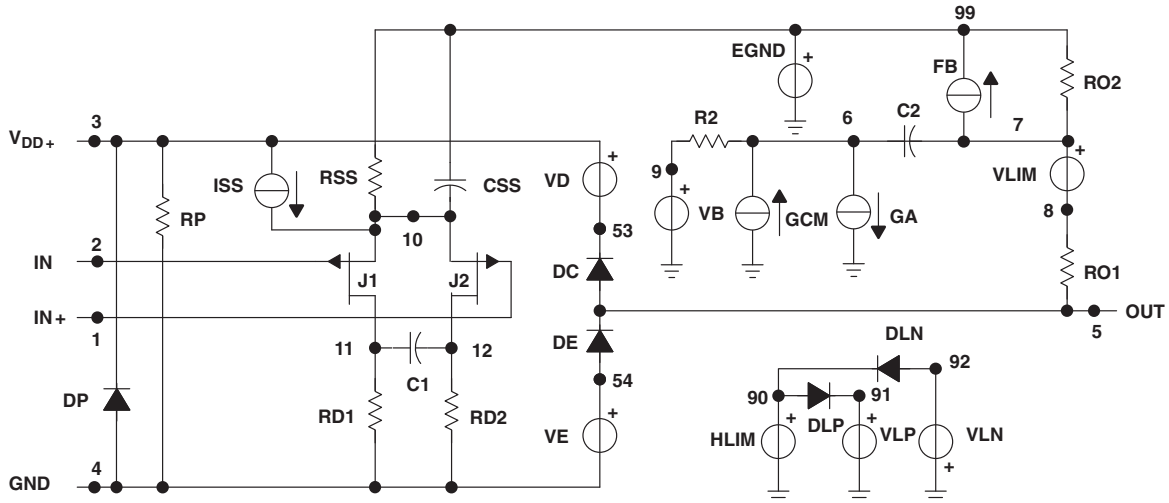 99
EGND +
FB
RO2
VDD+ 3
R2
6
C2
7
ISS
RSS
CSS
VD +
9
+
VLIM
RP
VB
GCM
GA
8
2
10
53
IN
J1
J2
DC
RO1
IN +
1
OUT
5
DE
DLN
11
12
92
C1
54
90
91
DP
RD1
RD2
+
DLP
VE
HLIM
+
VLP
+
VLN
+
4
GND